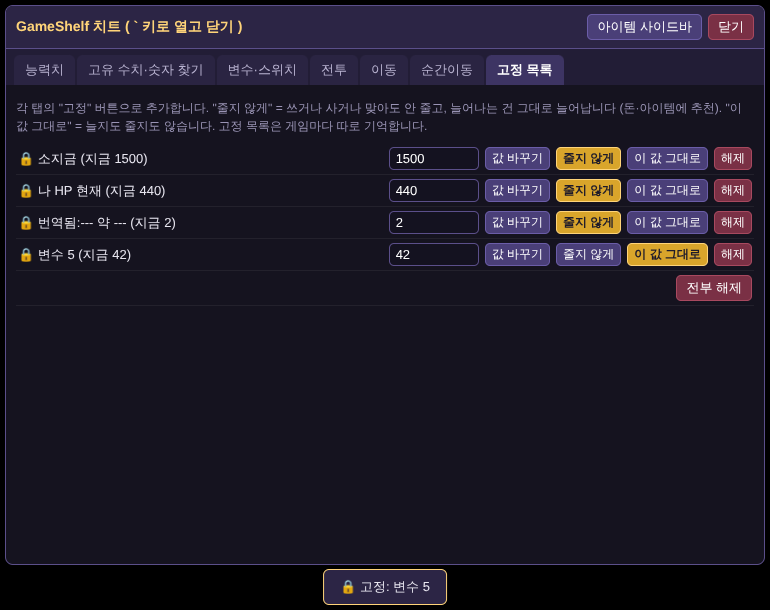 GameShelf 치트 ( ` 키로 열고 닫기 )
아이템 사이드바 닫기
능력치 고유 수치·숫자 찾기 변수·스위치 전투 이동 순간이동 고정 목록
각 탭의 "고정" 버튼으로 추가합니다. "줄지 않게" = 쓰거나 사거나 맞아도 안 줄고, 늘어나는 건 그대로 늘어납니다 (돈·아이템에 추천). "이
값 그대로" = 늘지도 줄지도 않습니다. 고정 목록은 게임마다 따로 기억합니다.
🔒 소지금 (지금 1500) 1500 값 바꾸기 줄지 않게 이 값 그대로 해제
🔒 나 HP 현재 (지금 440) 440 값 바꾸기 줄지 않게 이 값 그대로 해제
🔒 번역됨:--- 약 --- (지금 2) 2 값 바꾸기 줄지 않게 이 값 그대로 해제
🔒 변수 5 (지금 42) 42 값 바꾸기 줄지 않게 이 값 그대로 해제
전부 해제
🔒 고정: 변수 5